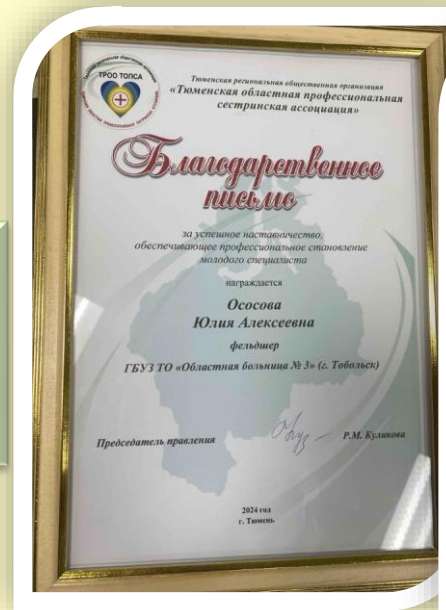 ТРОО ТОПСА
Тюменская региональная общественная организация
«Тюменская областная профессиональная
сестринская ассоциация»
Благодарственное
письмо
за успешное наставничество,
обеспечивающее профессиональное становление
молодого специалиста
награждается
Ососова
Юлия Алексеевна
фельдшер
ГБУЗ ТО «Областная больница № 3» (г. Тобольск)
Председатель правления Р.М. Куликова
2024 год
г. Тюмень